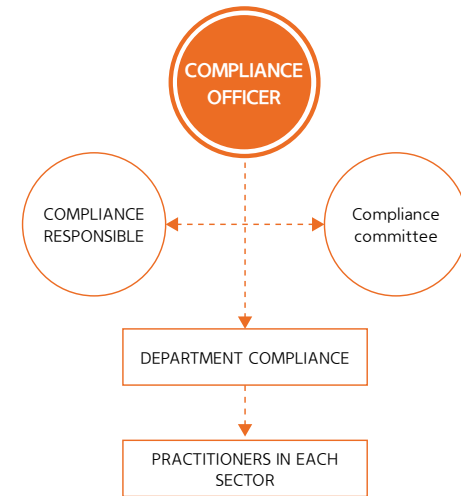 COMPLIANCE
OFFICER
COMPLIANCE
RESPONSIBLE
Compliance
committee
DEPARTMENT COMPLIANCE
PRACTITIONERS IN EACH
SECTOR